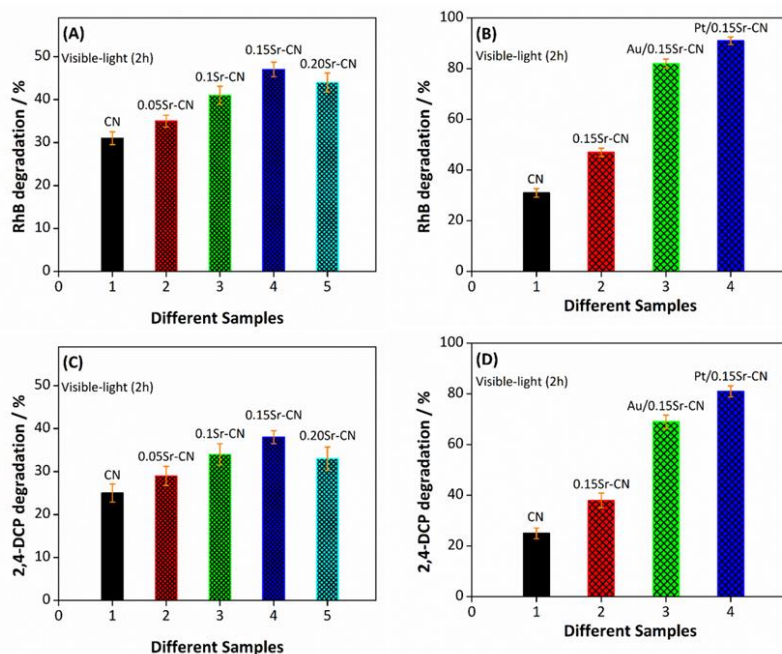 (A)
Visible-light (2h)
CN
0.05Sr-CN
0.1Sr-CN
0.15Sr-CN
0.20Sr-CN
RhB degradation / %
50
40
30
20
10
0
0 1 2 3 4 5
Different Samples
(B)
Visible-light (2h)
CN
0.15Sr-CN
Au/0.15Sr-CN
Pt/0.15Sr-CN
RhB degradation / %
100
80
60
40
20
0
0 1 2 3 4
Different Samples
(C)
Visible-light (2h)
CN
0.05Sr-CN
0.1Sr-CN
0.15Sr-CN
0.20Sr-CN
2,4-DCP degradation / %
50
40
30
20
10
0
0 1 2 3 4 5
Different Samples
(D)
Visible-light (2h)
CN
0.15Sr-CN
Au/0.15Sr-CN
Pt/0.15Sr-CN
2,4-DCP degradation / %
100
80
60
40
20
0
0 1 2 3 4
Different Samples